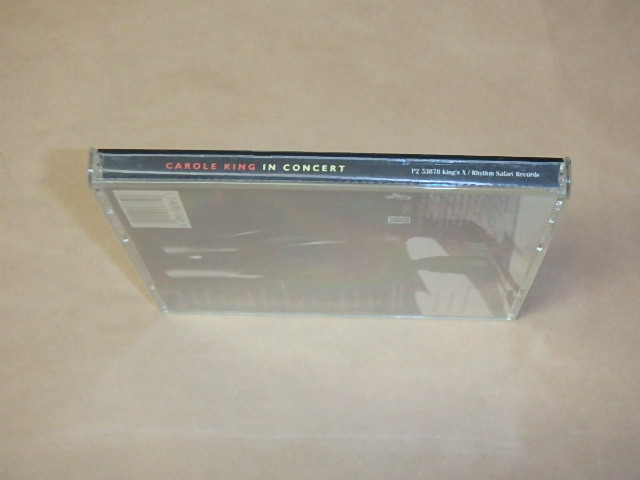 CAROLE KING IN CONCERT
P2 53878 King's X / Rhythm Safari Records